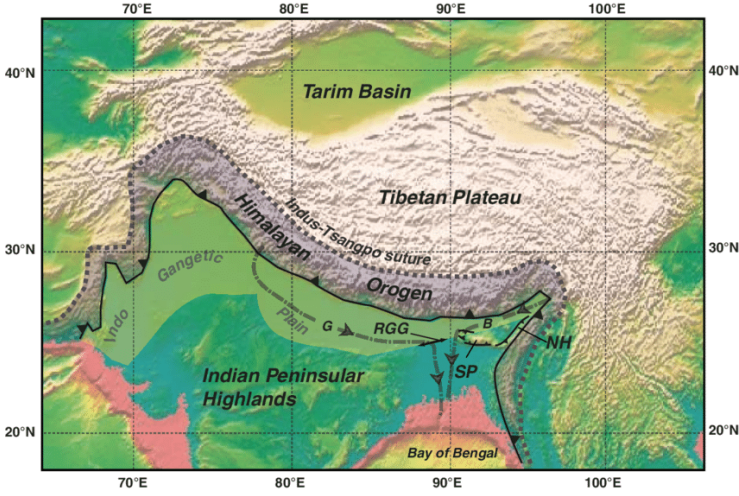 70°E 80°E 90°E 100°E
40°N 40°N
Tarim Basin
Tibetan Plateau
Himalayan
Indus-Tsangpo suture
30°N 30°N
Gangetic
Orogen
Indo
Plain
G RGG B
NH
SP
Indian Peninsular
Highlands
20°N 20°N
Bay of Bengal
70°E 80°E 90°E 100°E